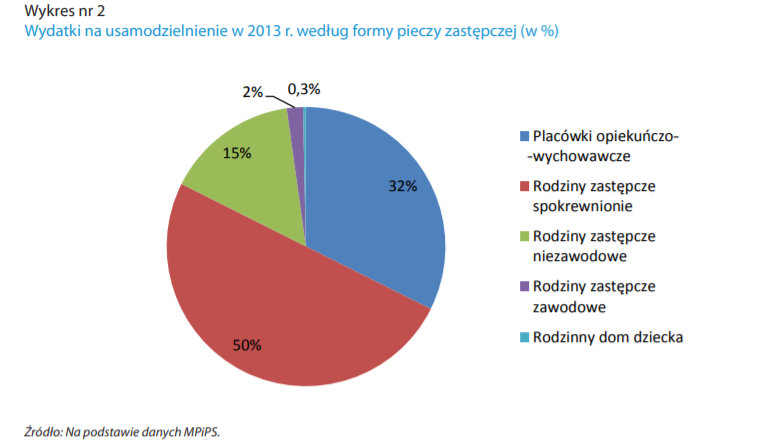 Wykres nr 2
Wydatki na usamodzielnienie w 2013 r. według formy pieczy zastępczej (w %)
2%
0,3%
15%
32%
50%
Placówki opiekuńczo-
-wychowawcze
Rodziny zastępcze
spokrewnionie
Rodziny zastępcze
niezawodowe
Rodziny zastępcze
zawodowe
Rodzinny dom dziecka
Źródło: Na podstawie danych MPiPS.